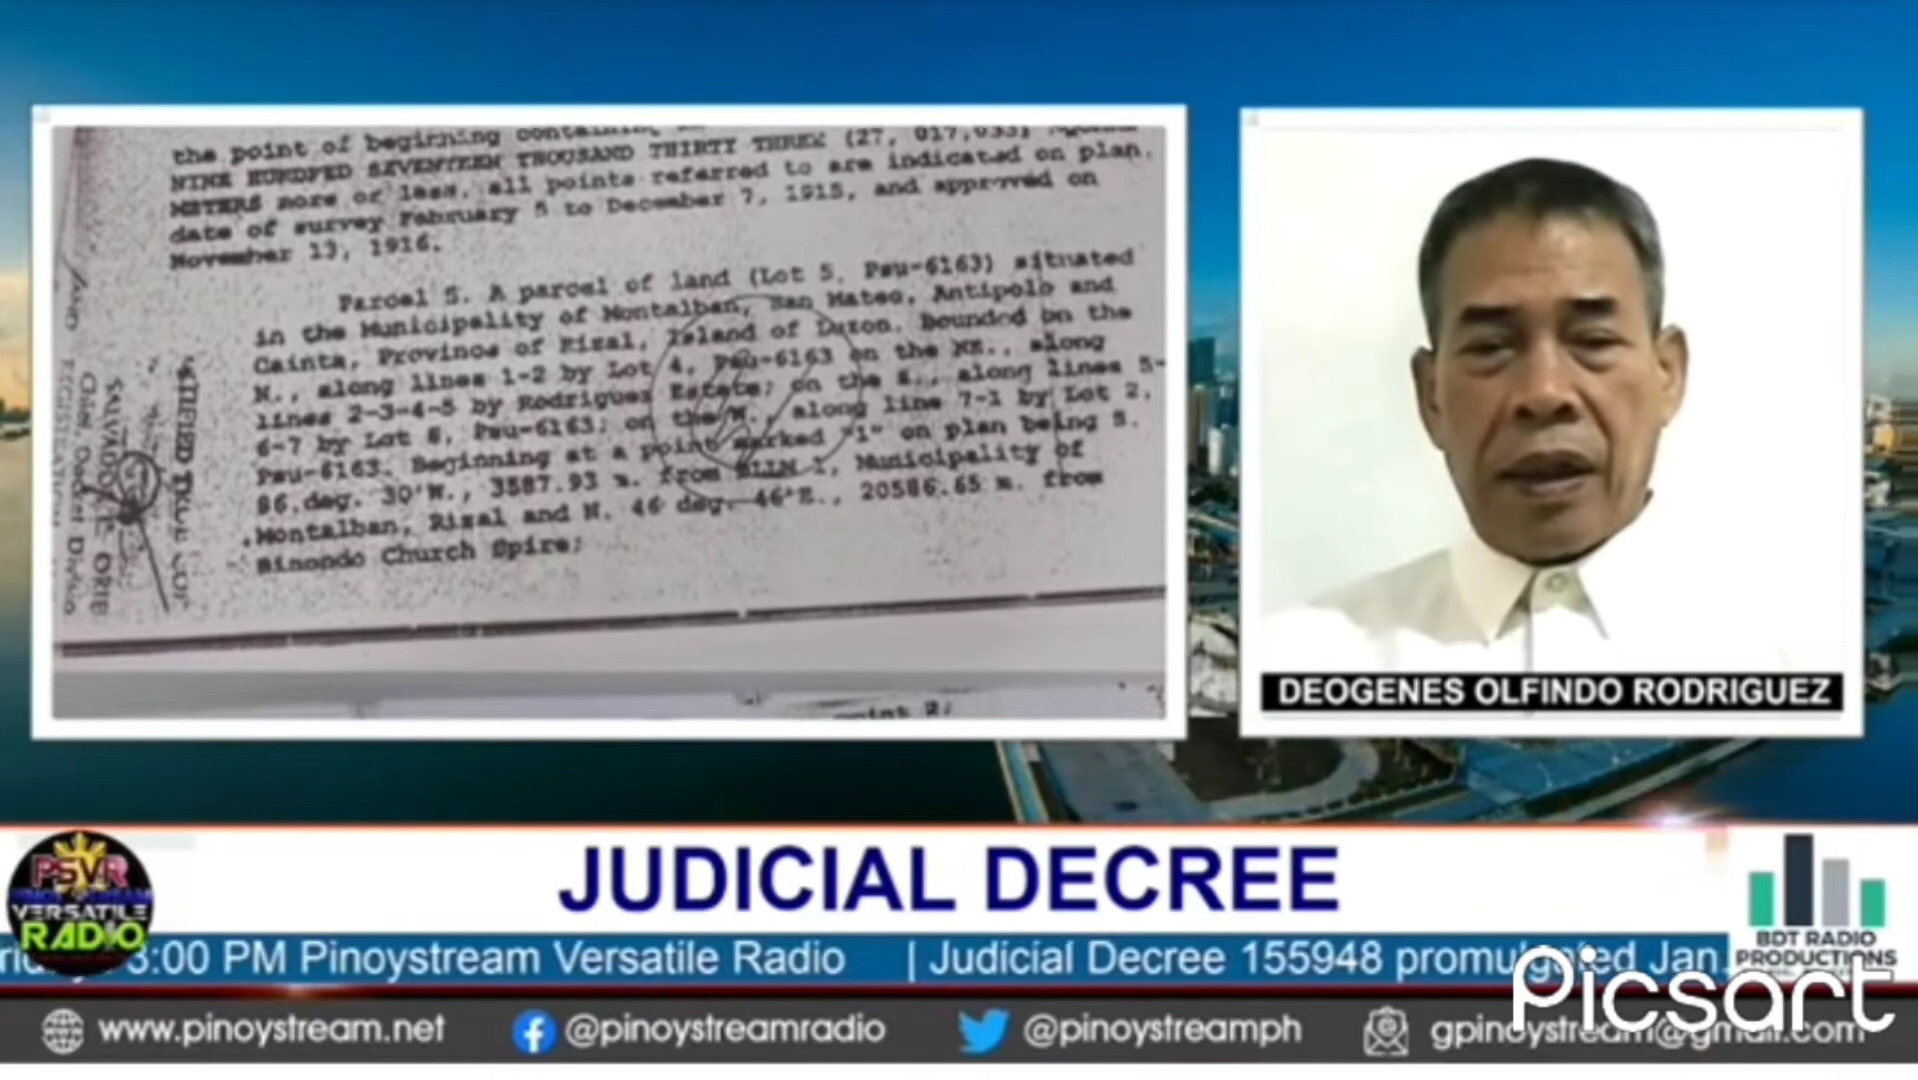 the point of beginning
NINE HUNDRED SEVENTEEN THOUSAND THIRTY THREE (27, 017,033)
METERS more or less, all points referred to are indicated on plan,
date of survey February 5 to December 7, 1915, and approved on
November 13, 1916.
Parcel 5. A parcel of land (Lot 5, Psu-6163) situated
in the Municipality of Montalban, San Mateo, Antipolo and
Cainta, Province of Rizal, Island of Luzon. Bounded on the
N., along lines 1-2 by Lot 4, Psu-6163 on the NE., along
lines 2-3-4-5 by Rodriguez Estate; on the S., along lines 5-
6-7 by Lot 6, Psu-6163; on the W., along line 7-1 by Lot 2,
Psu-6163. Beginning at a point marked "1" on plan being S.
86.deg. 30'W., 3587.93 m. from BLLM 1, Municipality of
Montalban, Rizal and N. 46 deg. 46'E., 20586.65 m. from
Binondo Church Spire;
point 2;
DEOGENES OLFINDO RODRIGUEZ
JUDICIAL DECREE
PSVR
VERSATILE
RADIO
3:00 PM Pinoystream Versatile Radio | Judicial Decree 155948 promulgated Jan.
BDT RADIO
PRODUCTIONS
Picsart
www.pinoystream.net @pinoystreamradio @pinoystreamph gpinoystream@gmail.com